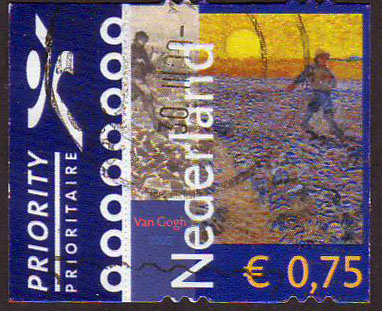 PRIORITY
PRIORITAIRE
Van Gogh
2003
Nederland
€ 0,75